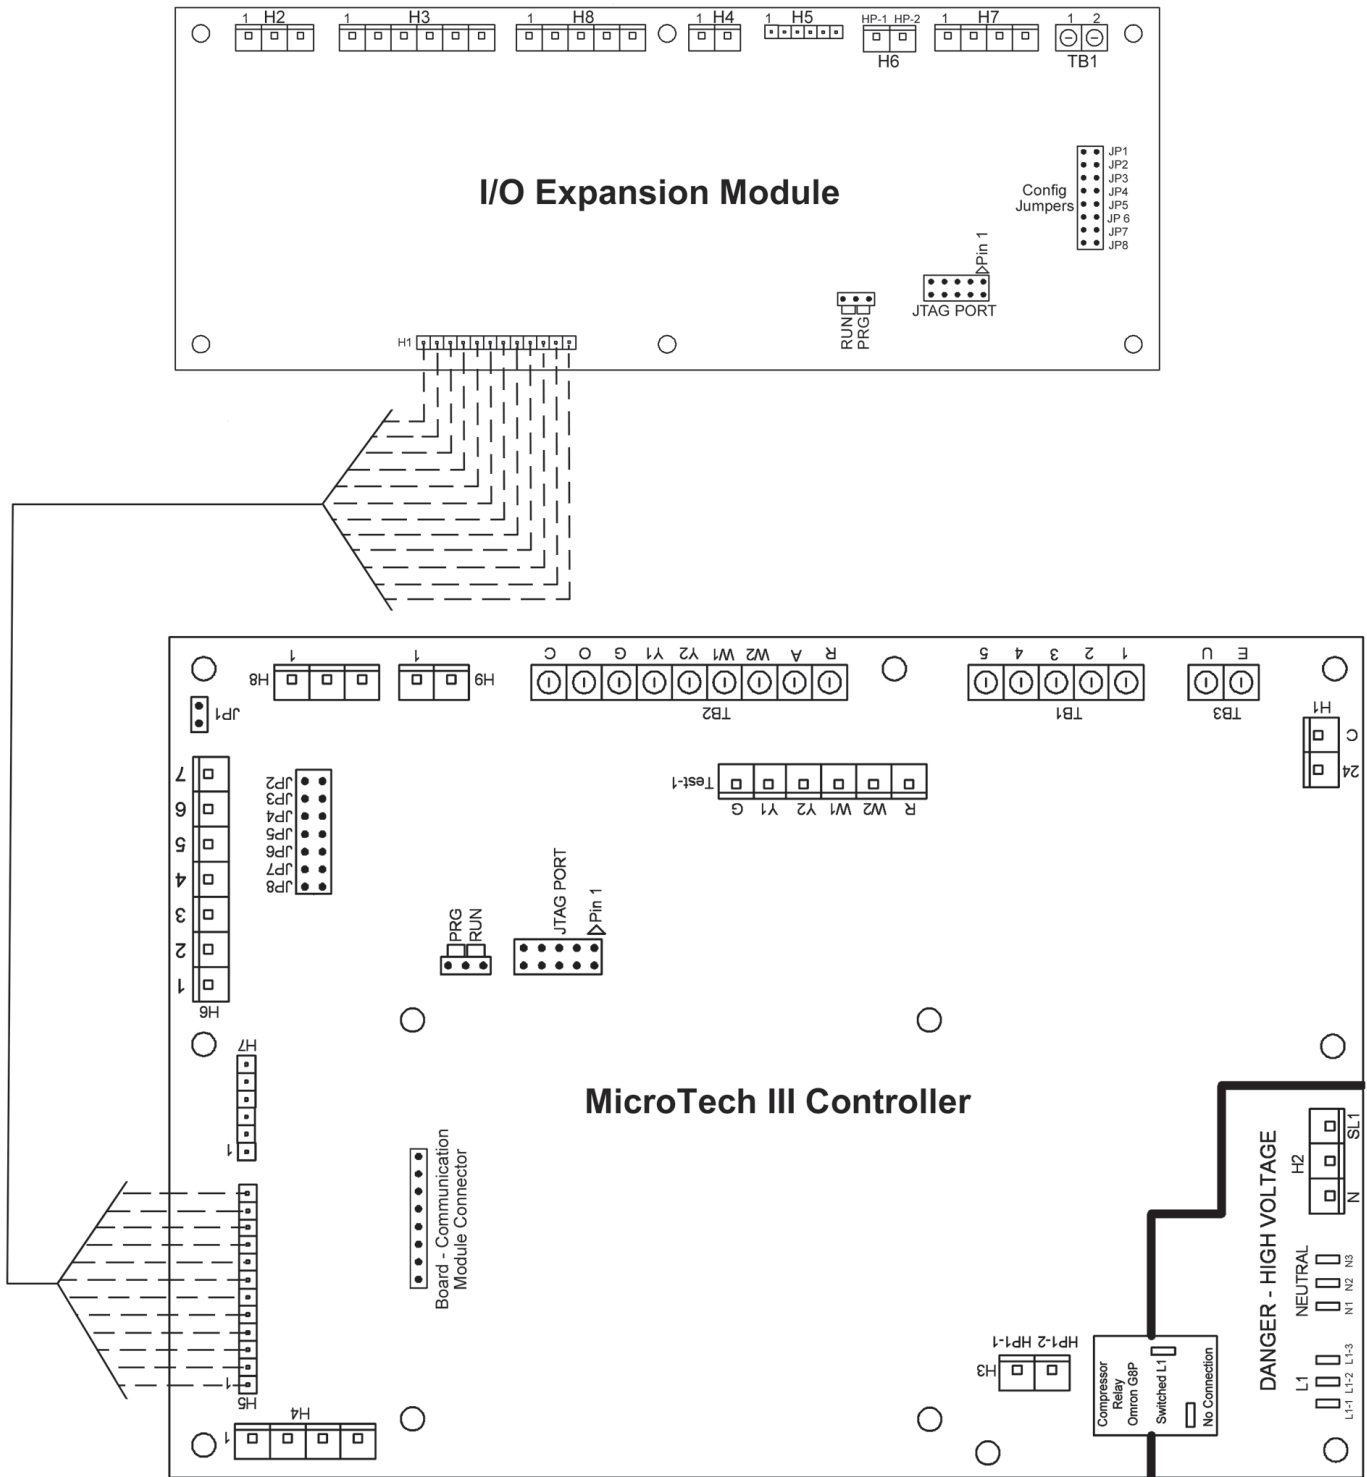 1 H2
1 H3
1 H8
1 H4
1 H5
HP-1 HP-2
H6
1 H7
1 2
TB1
I/O Expansion Module
Config
Jumpers
JP1
JP2
JP3
JP4
JP5
JP 6
JP7
JP8
Pin 1
JTAG PORT
RUN
PRG
H1
H8
1
1
H9
JP1
C O G Y1 Y2 W1 W2 A R
TB2
5 4 3 2 1
TB1
U E
TB3
H1
C
24
Test-1
G Y1 Y2 W1 W2 R
7
6
5
4
3
2
1
H6
JP2
JP3
JP4
JP5
JP6
JP7
JP8
PRG
RUN
JTAG PORT
Pin 1
H7
1
MicroTech III Controller
Board - Communication
Module Connector
1
H5
H4
1
H3
HP1-1 HP1-2
Compressor
Relay
Omron G8P
Switched L1
No Connection
DANGER - HIGH VOLTAGE
H2
SL1
N
NEUTRAL
N3
N2
N1
L1
L1-3
L1-2
L1-1